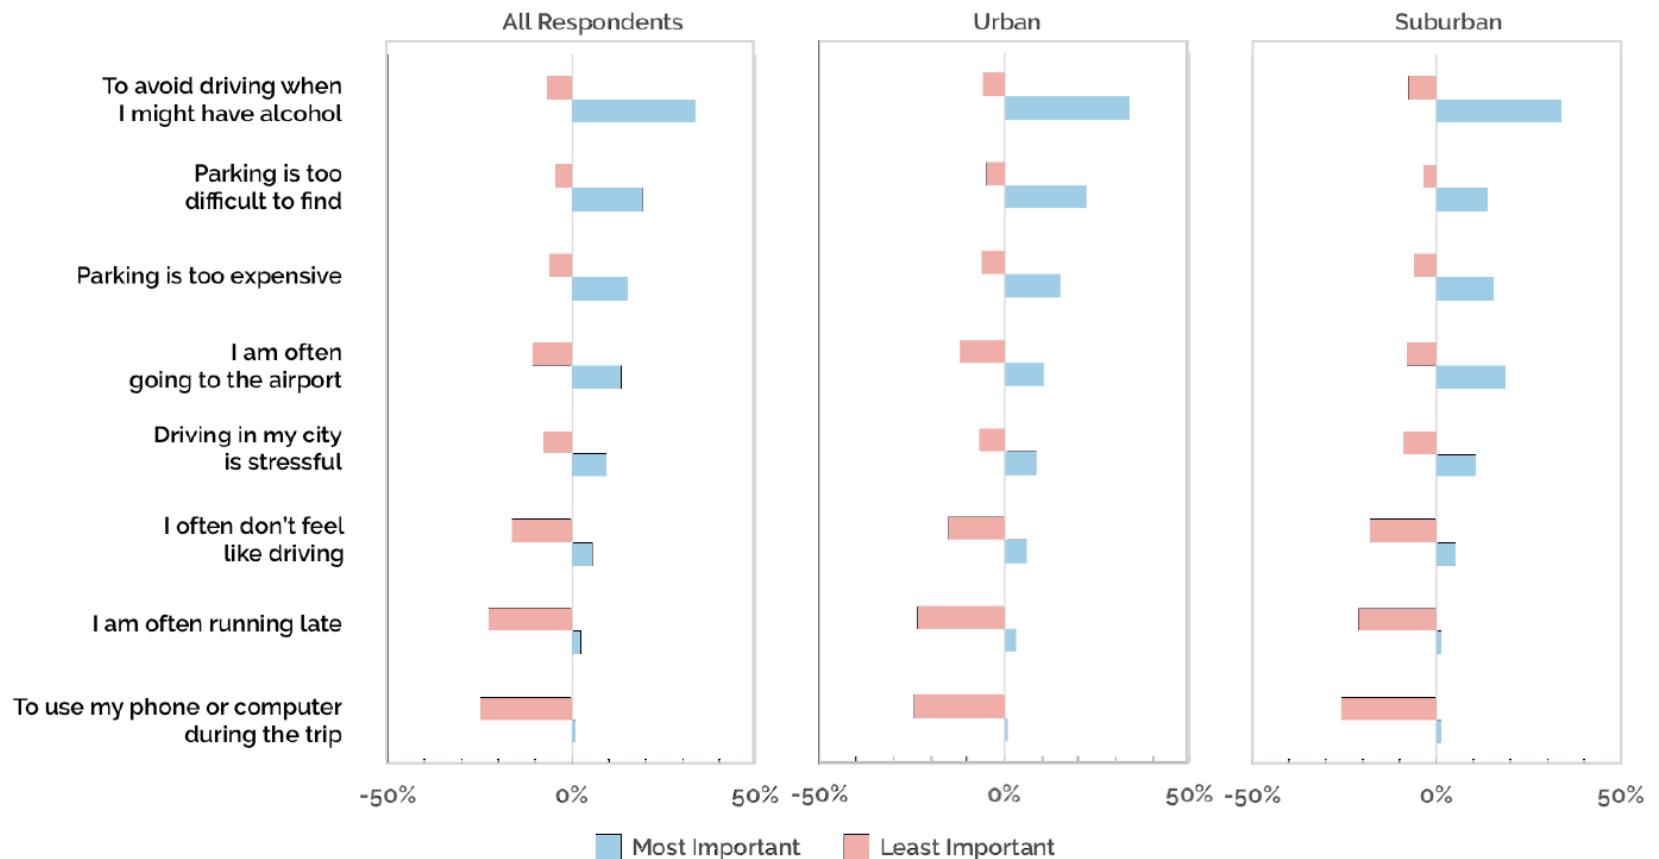 All Respondents
Urban
Suburban
To avoid driving when
I might have alcohol
Parking is too
difficult to find
Parking is too expensive
I am often
going to the airport
Driving in my city
is stressful
I often don't feel
like driving
I am often running late
To use my phone or computer
during the trip
-50% 0% 50%
-50% 0% 50%
-50% 0% 50%
Most Important
Least Important